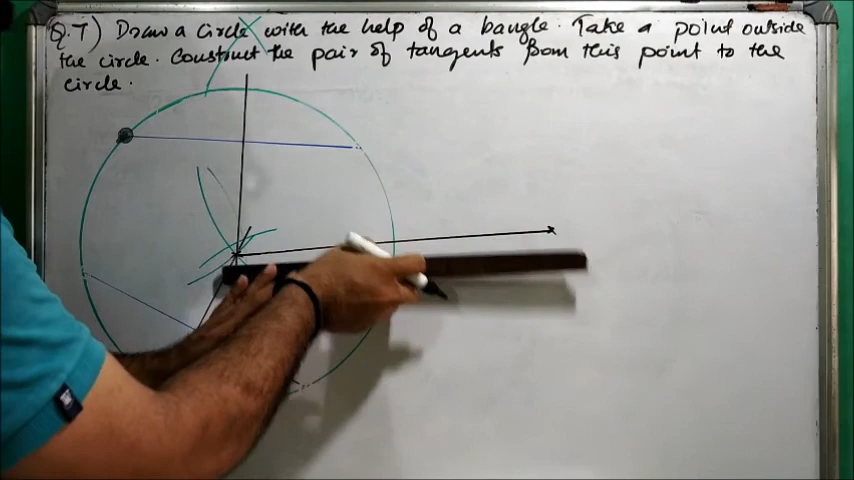 Q.7) Draw a Circle with the help of a bangle. Take a point outside
the circle. Construct the pair of tangents from this point to the
circle.